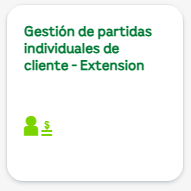 Gestión de partidas
individuales de
cliente - Extension
$